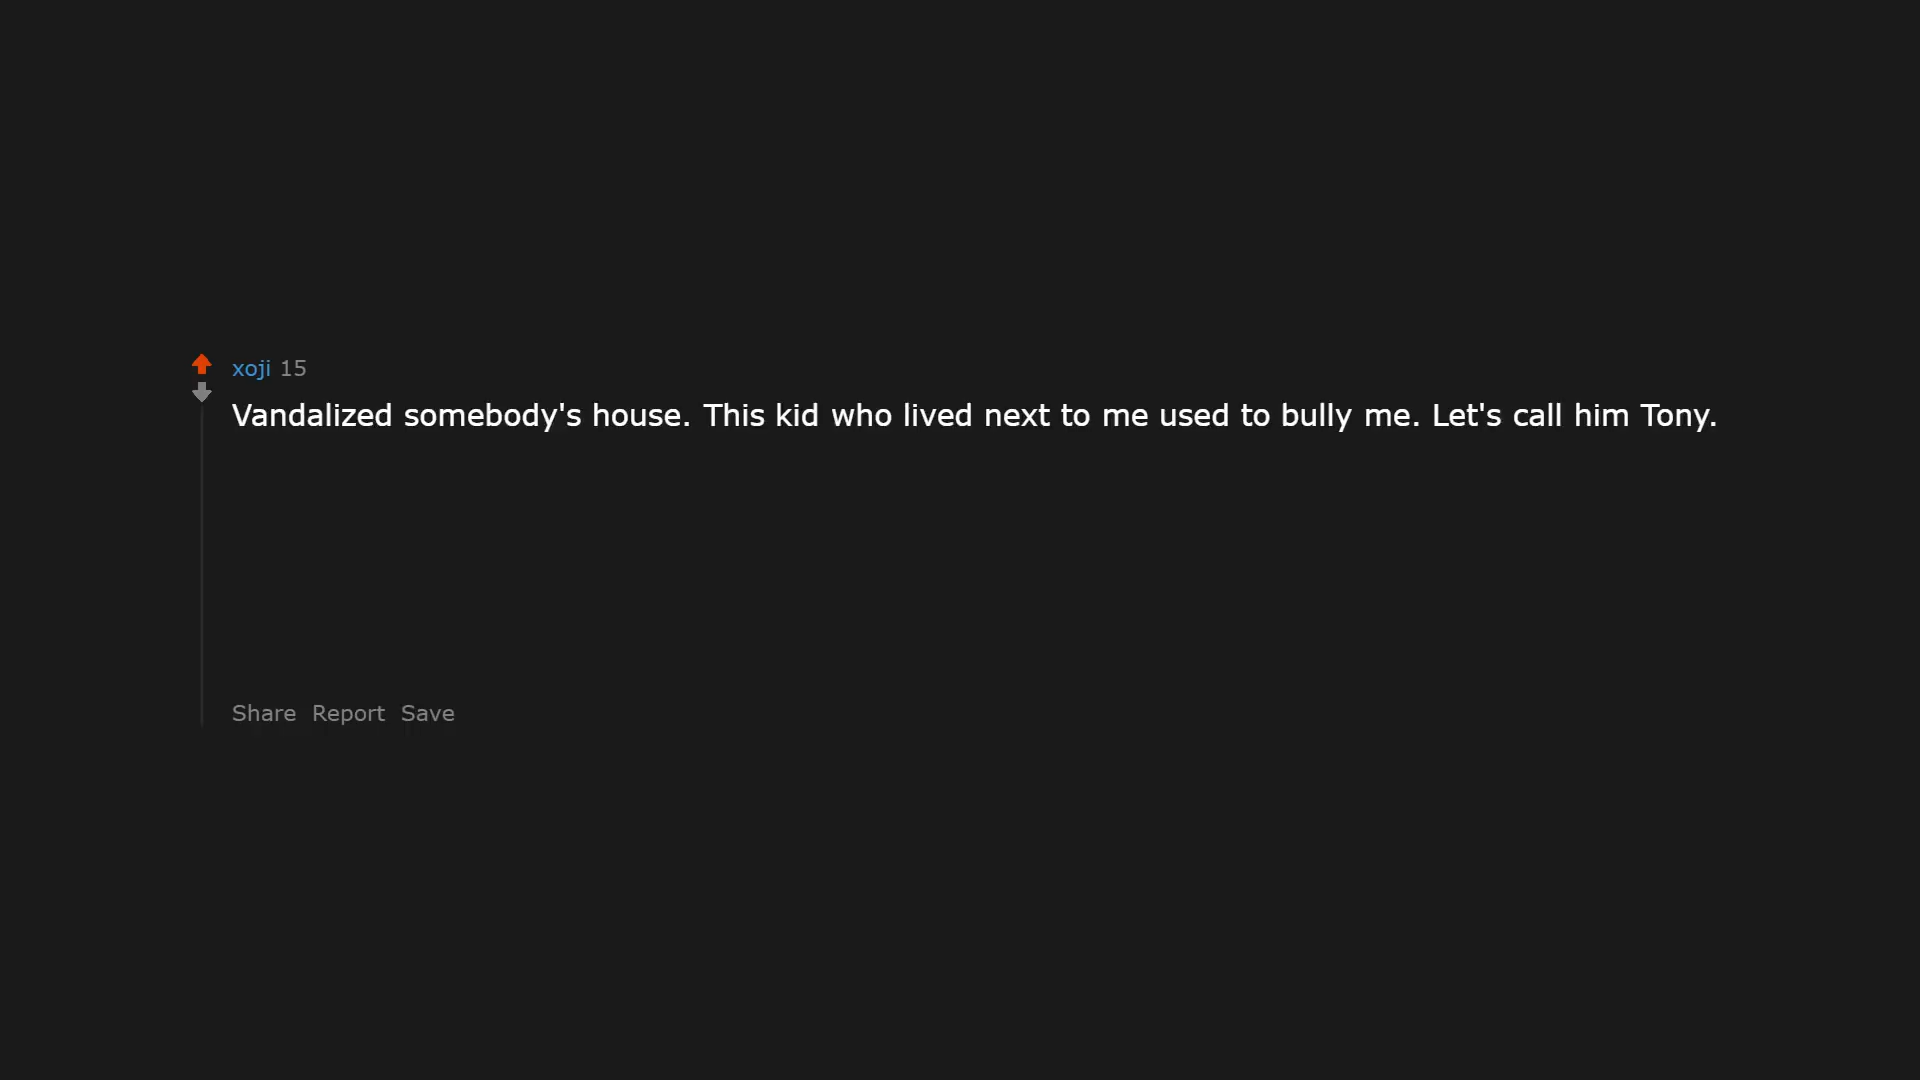 xoji 15
Vandalized somebody's house. This kid who lived next to me used to bully me. Let's call him Tony.
Share Report Save